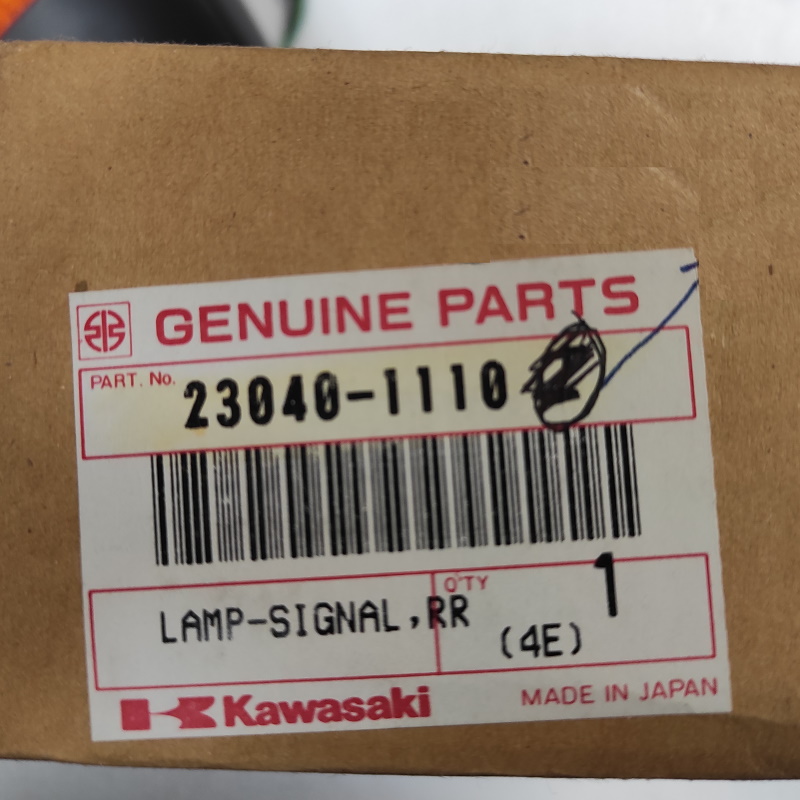 GENUINE PARTS
PART. No.
23040-1110
LAMP-SIGNAL,RR
Q'TY
1
(4E)
Kawasaki
MADE IN JAPAN